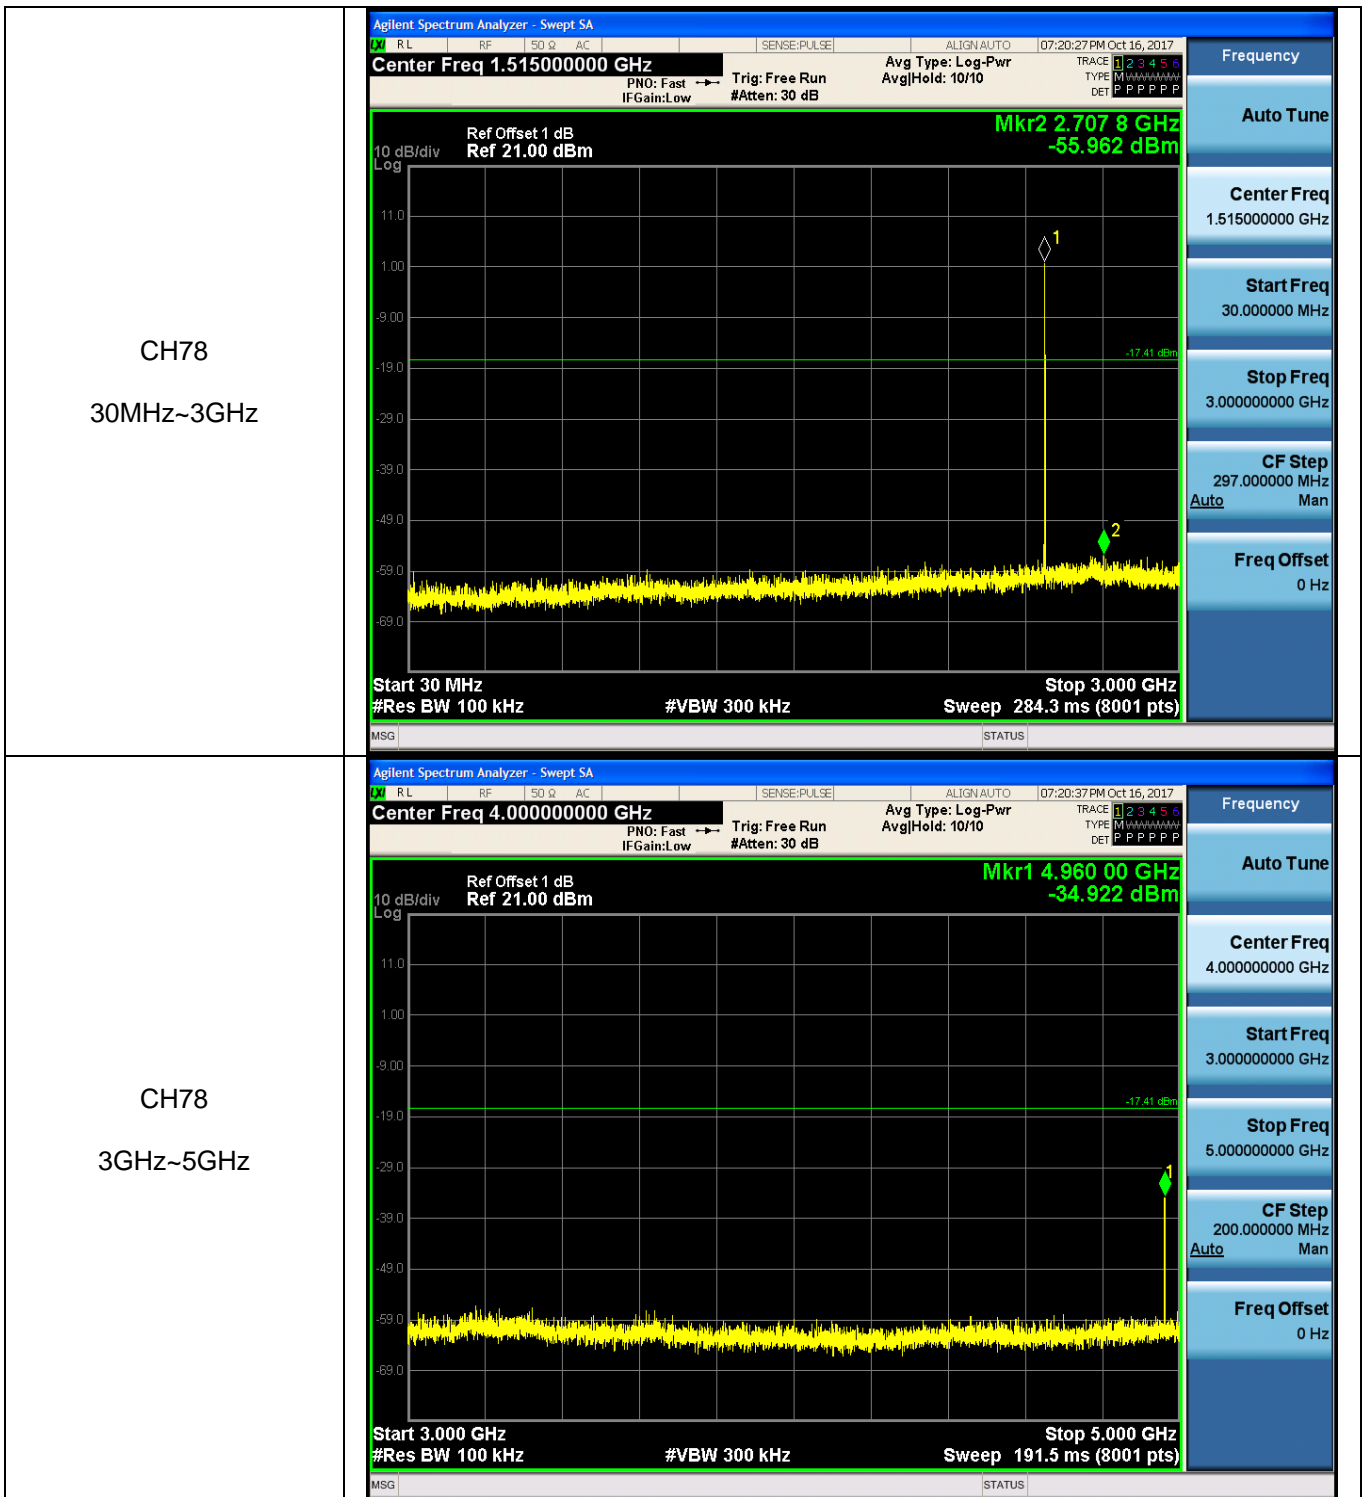 CH78
30MHz~3GHz
Agilent Spectrum Analyzer - Swept SA
LXI RL RF 50 Ω AC SENSE:PULSE ALIGN AUTO 07:20:27 PM Oct 16, 2017
Center Freq 1.515000000 GHz
PNO: Fast
IFGain:Low
Trig: Free Run
#Atten: 30 dB
Avg Type: Log-Pwr
Avg|Hold: 10/10
TRACE 1 2 3 4 5 6
TYPE M
DET P P P P P P
Mkr2 2.707 8 GHz
-55.962 dBm
Ref Offset 1 dB
10 dB/div Ref 21.00 dBm
Log
11.0
1.00
-9.00
-19.0
-29.0
-39.0
-49.0
-59.0
-69.0
1
-17.41 dBm
2
Start 30 MHz Stop 3.000 GHz
#Res BW 100 kHz #VBW 300 kHz Sweep 284.3 ms (8001 pts)
MSG STATUS
Frequency
Auto Tune
Center Freq
1.515000000 GHz
Start Freq
30.000000 MHz
Stop Freq
3.000000000 GHz
CF Step
297.000000 MHz
Auto Man
Freq Offset
0 Hz
CH78
3GHz~5GHz
Agilent Spectrum Analyzer - Swept SA
LXI RL RF 50 Ω AC SENSE:PULSE ALIGN AUTO 07:20:37 PM Oct 16, 2017
Center Freq 4.000000000 GHz
PNO: Fast
IFGain:Low
Trig: Free Run
#Atten: 30 dB
Avg Type: Log-Pwr
Avg|Hold: 10/10
TRACE 1 2 3 4 5 6
TYPE M
DET P P P P P P
Mkr1 4.960 00 GHz
-34.922 dBm
Ref Offset 1 dB
10 dB/div Ref 21.00 dBm
Log
11.0
1.00
-9.00
-19.0
-29.0
-39.0
-49.0
-59.0
-69.0
-17.41 dBm
1
Start 3.000 GHz Stop 5.000 GHz
#Res BW 100 kHz #VBW 300 kHz Sweep 191.5 ms (8001 pts)
MSG STATUS
Frequency
Auto Tune
Center Freq
4.000000000 GHz
Start Freq
3.000000000 GHz
Stop Freq
5.000000000 GHz
CF Step
200.000000 MHz
Auto Man
Freq Offset
0 Hz